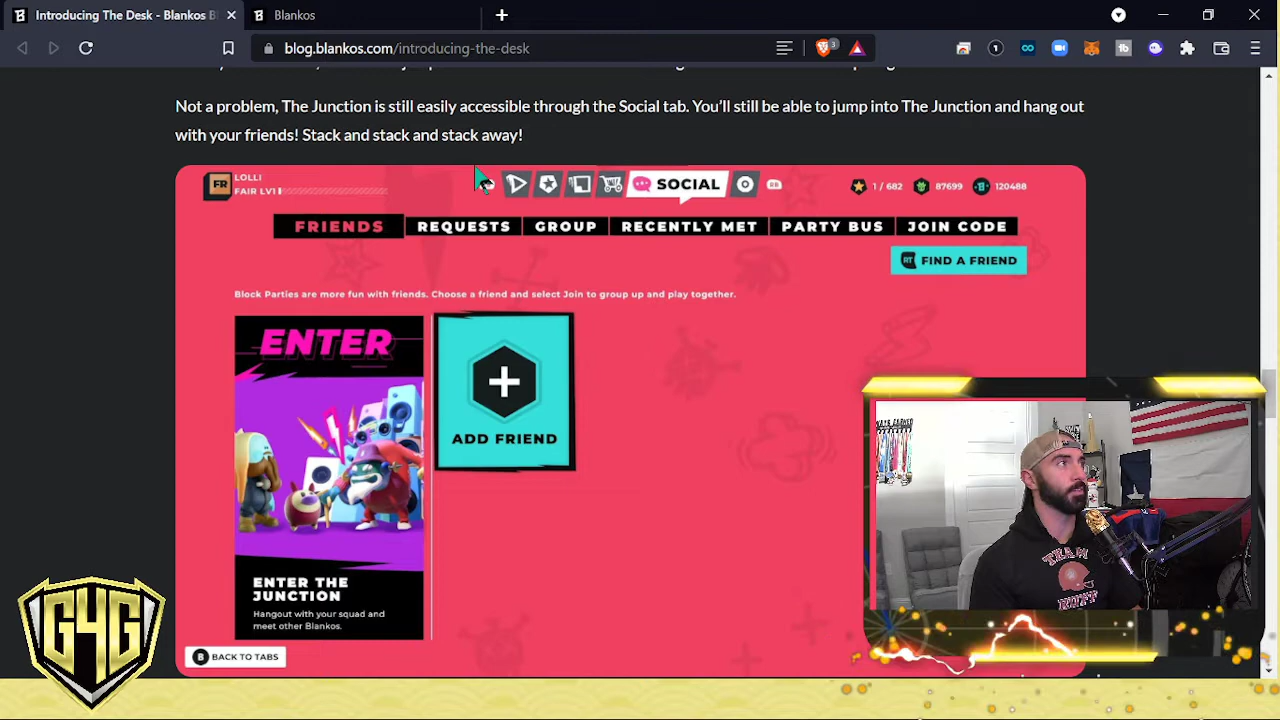 Introducing The Desk - Blankos B
Blankos
blog.blankos.com/introducing-the-desk
3
Not a problem, The Junction is still easily accessible through the Social tab. You'll still be able to jump into The Junction and hang out
with your friends! Stack and stack and stack away!
FR
LOLLI
FAIR LV1
SOCIAL
RB
1 / 682
87699
120488
FRIENDS
REQUESTS
GROUP
RECENTLY MET
PARTY BUS
JOIN CODE
RT
FIND A FRIEND
Block Parties are more fun with friends. Choose a friend and select Join to group up and play together.
ENTER
ADD FRIEND
ENTER THE
JUNCTION
Hangout with your squad and
meet other Blankos.
B BACK TO TABS
G4G